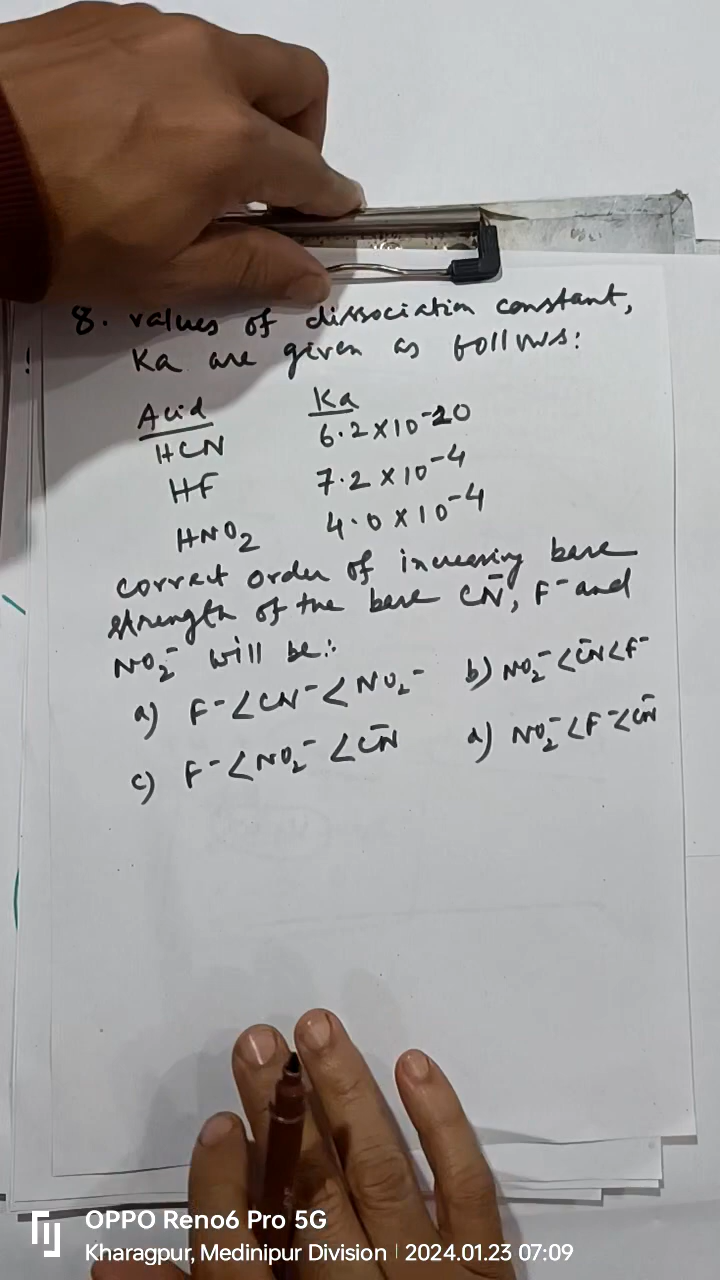 8. values of dissociation constant,
Ka are given as follows:
Acid Ka
HCN 6.2×10⁻²⁰
HF 7.2×10⁻⁴
HNO₂ 4.0×10⁻⁴
correct order of increasing base
strength of the base CN⁻, F⁻ and
NO₂⁻ will be:
a) F⁻<CN⁻<NO₂⁻ b) NO₂⁻<CN⁻<F⁻
c) F⁻<NO₂⁻<CN⁻ d) NO₂⁻<F⁻<CN⁻
OPPO Reno6 Pro 5G
Kharagpur, Medinipur Division | 2024.01.23 07:09